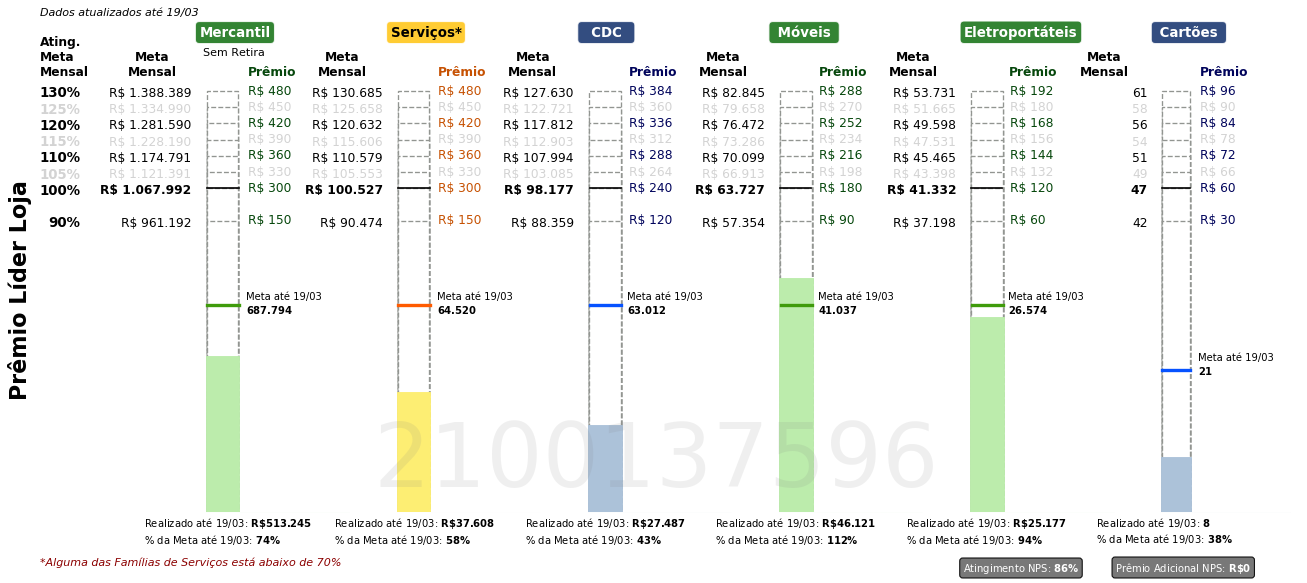 Dados atualizados até 19/03
Mercantil Serviços* CDC Móveis Eletroportáteis Cartões
Sem Retira
Ating. Meta Mensal Meta Mensal Prêmio Meta Mensal Prêmio Meta Mensal Prêmio Meta Mensal Prêmio Meta Mensal Prêmio Meta Mensal Prêmio
130% R$ 1.388.389 R$ 480 R$ 130.685 R$ 480 R$ 127.630 R$ 384 R$ 82.845 R$ 288 R$ 53.731 R$ 192 61 R$ 96
125% R$ 1.334.990 R$ 450 R$ 125.658 R$ 450 R$ 122.721 R$ 360 R$ 79.658 R$ 270 R$ 51.665 R$ 180 58 R$ 90
120% R$ 1.281.590 R$ 420 R$ 120.632 R$ 420 R$ 117.812 R$ 336 R$ 76.472 R$ 252 R$ 49.598 R$ 168 56 R$ 84
115% R$ 1.228.190 R$ 390 R$ 115.606 R$ 390 R$ 112.903 R$ 312 R$ 73.286 R$ 234 R$ 47.531 R$ 156 54 R$ 78
110% R$ 1.174.791 R$ 360 R$ 110.579 R$ 360 R$ 107.994 R$ 288 R$ 70.099 R$ 216 R$ 45.465 R$ 144 51 R$ 72
105% R$ 1.121.391 R$ 330 R$ 105.553 R$ 330 R$ 103.085 R$ 264 R$ 66.913 R$ 198 R$ 43.398 R$ 132 49 R$ 66
100% R$ 1.067.992 R$ 300 R$ 100.527 R$ 300 R$ 98.177 R$ 240 R$ 63.727 R$ 180 R$ 41.332 R$ 120 47 R$ 60
90% R$ 961.192 R$ 150 R$ 90.474 R$ 150 R$ 88.359 R$ 120 R$ 57.354 R$ 90 R$ 37.198 R$ 60 42 R$ 30
Prêmio Líder Loja
Meta até 19/03 Meta até 19/03 Meta até 19/03 Meta até 19/03 Meta até 19/03
687.794 64.520 63.012 41.037 26.574
Meta até 19/03
21
2100137596
Realizado até 19/03: R$513.245 Realizado até 19/03: R$37.608 Realizado até 19/03: R$27.487 Realizado até 19/03: R$46.121 Realizado até 19/03: R$25.177 Realizado até 19/03: 8
% da Meta até 19/03: 74% % da Meta até 19/03: 58% % da Meta até 19/03: 43% % da Meta até 19/03: 112% % da Meta até 19/03: 94% % da Meta até 19/03: 38%
*Alguma das Famílias de Serviços está abaixo de 70%
Atingimento NPS: 86% Prêmio Adicional NPS: R$0